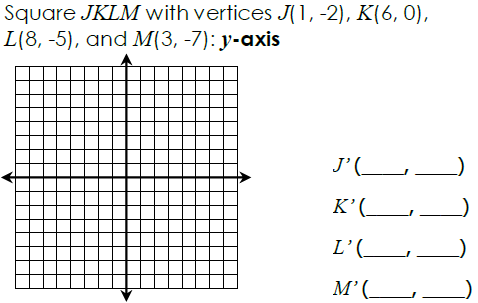 Square JKLM with vertices J(1, -2), K(6, 0),
L(8, -5), and M(3, -7): y-axis
J’(____, ____)
K’(____, ____)
L’(____, ____)
M’(____, ____)